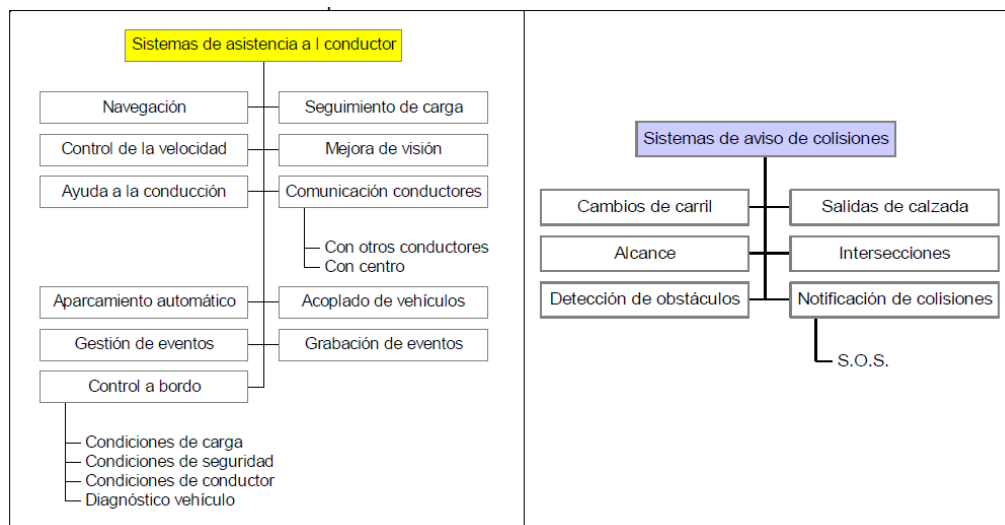 Sistemas de asistencia a l conductor
Navegación
Seguimiento de carga
Control de la velocidad
Mejora de visión
Ayuda a la conducción
Comunicación conductores
Con otros conductores
Con centro
Aparcamiento automático
Acoplado de vehículos
Gestión de eventos
Grabación de eventos
Control a bordo
Condiciones de carga
Condiciones de seguridad
Condiciones de conductor
Diagnóstico vehículo
Sistemas de aviso de colisiones
Cambios de carril
Salidas de calzada
Alcance
Intersecciones
Detección de obstáculos
Notificación de colisiones
S.O.S.